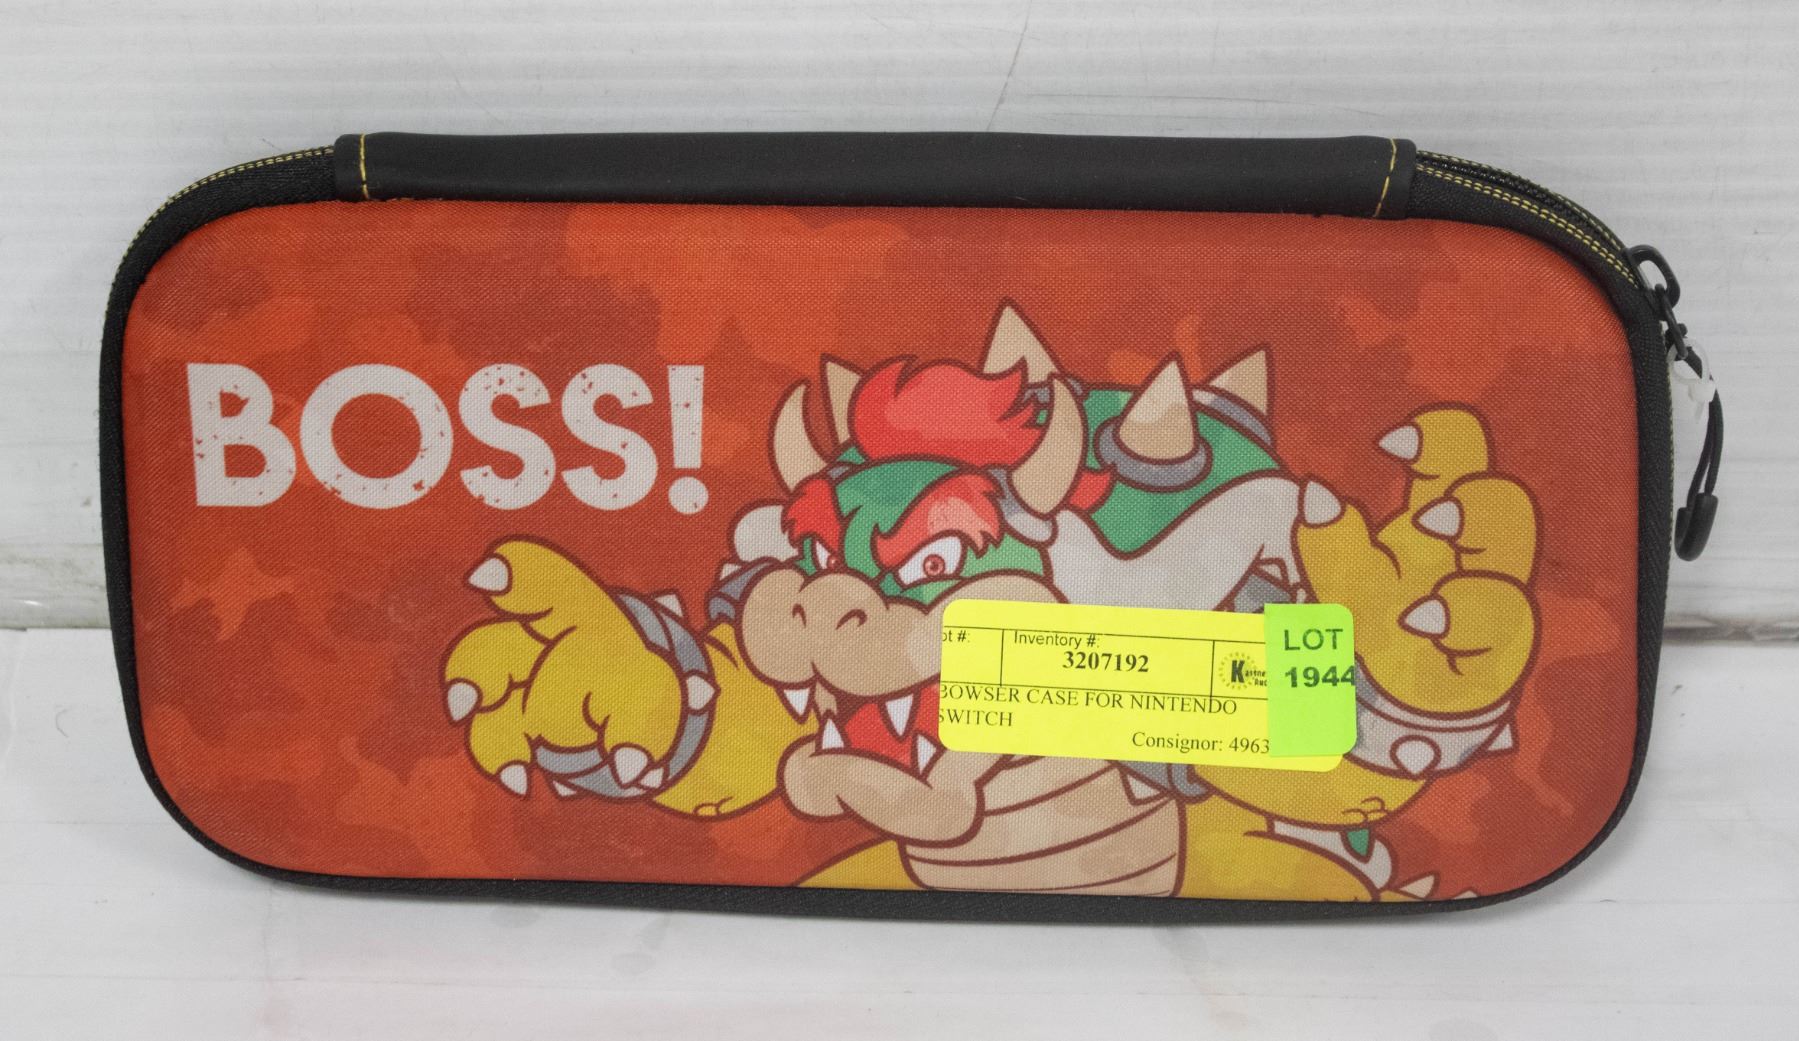 BOSS!
ot #:
Inventory #:
3207192
LOT
1944
BOWSER CASE FOR NINTENDO
SWITCH
Consignor: 4963